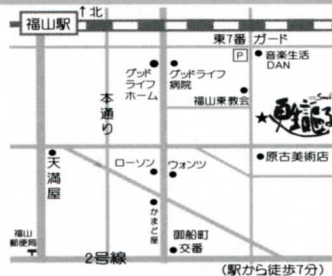 ↑北
福山駅
東7番 ガード
P
音楽生活
DAN
グッド
ライフ
ホーム
グッドライフ
病院
本通り
福山東教会
★
天満屋
ローソン
ウォンツ
原古美術店
かまど屋
御船町
交番
福山
郵便局
〒
2号線
(駅から徒歩7分)